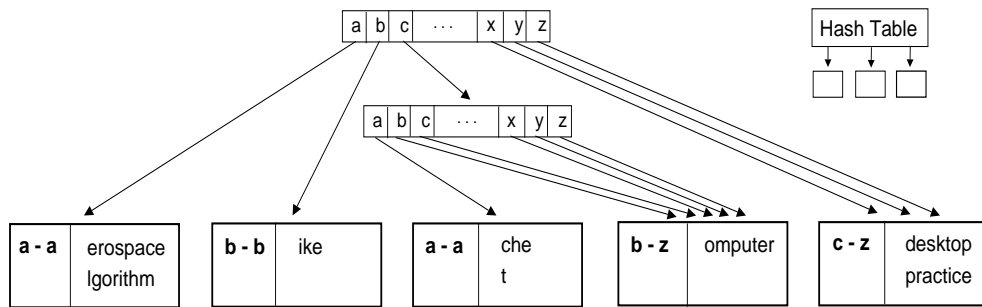 a b c ··· x y z
Hash Table
a b c ··· x y z
a - a erospace
lgorithm
b - b ike
a - a che
t
b - z omputer
c - z desktop
practice